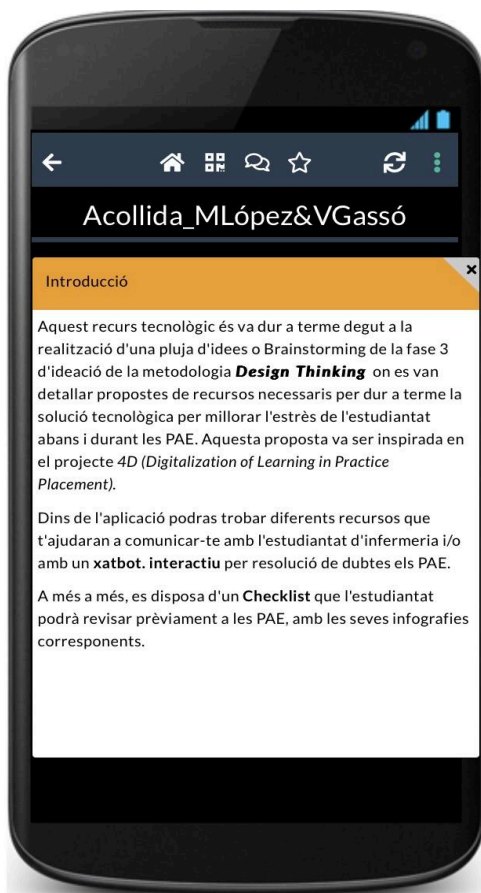 Acollida_MLópez&VGassó
Introducció
Aquest recurs tecnològic és va dur a terme degut a la
realització d'una pluja d'idees o Brainstorming de la fase 3
d'ideació de la metodologia Design Thinking on es van
detallar propostes de recursos necessaris per dur a terme la
solució tecnològica per millorar l'estrès de l'estudiantat
abans i durant les PAE. Aquesta proposta va ser inspirada en
el projecte 4D (Digitalization of Learning in Practice
Placement).
Dins de l'aplicació podras trobar diferents recursos que
t'ajudaran a comunicar-te amb l'estudiantat d'infermeria i/o
amb un xatbot. interactiu per resolució de dubtes els PAE.
A més a més, es disposa d'un Checklist que l'estudiantat
podrà revisar prèviament a les PAE, amb les seves infografies
corresponents.